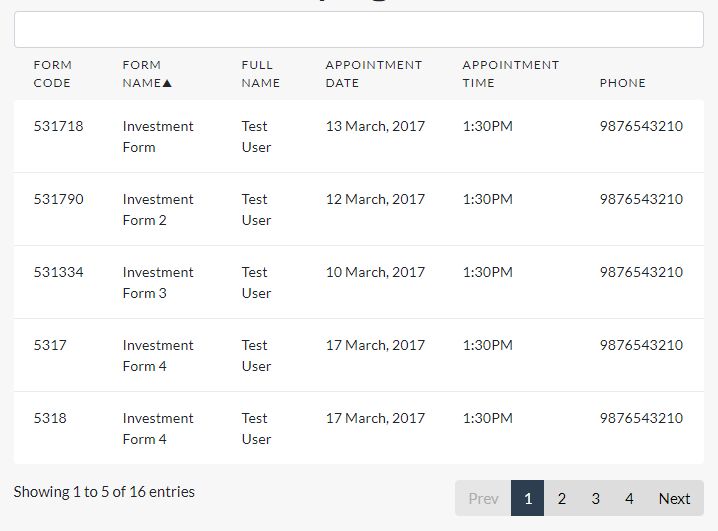 FORM CODE FORM NAME▲ FULL NAME APPOINTMENT DATE APPOINTMENT TIME PHONE
531718 Investment Form Test User 13 March, 2017 1:30PM 9876543210
531790 Investment Form 2 Test User 12 March, 2017 1:30PM 9876543210
531334 Investment Form 3 Test User 10 March, 2017 1:30PM 9876543210
5317 Investment Form 4 Test User 17 March, 2017 1:30PM 9876543210
5318 Investment Form 4 Test User 17 March, 2017 1:30PM 9876543210
Showing 1 to 5 of 16 entries Prev 1 2 3 4 Next